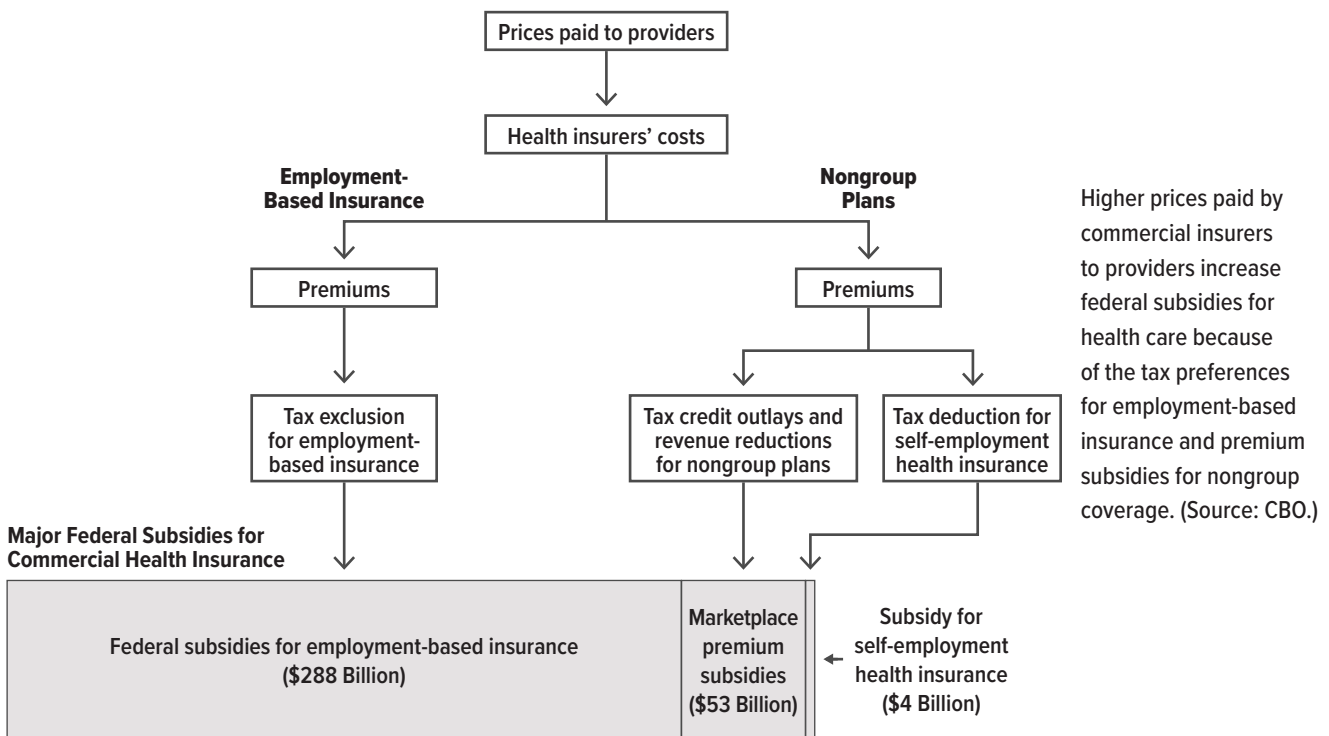 Prices paid to providers
Health insurers’ costs
Employment-
Based Insurance
Nongroup
Plans
Premiums
Premiums
Tax exclusion
for employment-
based insurance
Tax credit outlays and
revenue reductions
for nongroup plans
Tax deduction for
self-employment
health insurance
Higher prices paid by
commercial insurers
to providers increase
federal subsidies for
health care because
of the tax preferences
for employment-based
insurance and premium
subsidies for nongroup
coverage. (Source: CBO.)
Major Federal Subsidies for
Commercial Health Insurance
Federal subsidies for employment-based insurance
($288 Billion)
Marketplace
premium
subsidies
($53 Billion)
Subsidy for
self-employment
health insurance
($4 Billion)